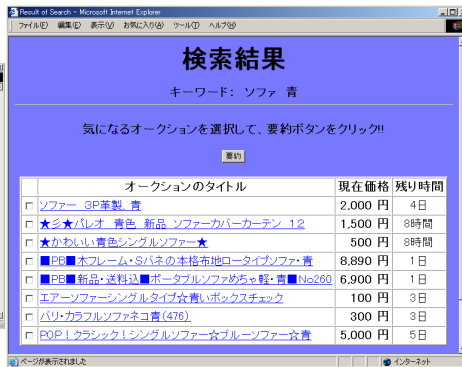 Result of Search - Microsoft Internet Explorer
ファイル(F) 編集(E) 表示(V) お気に入り(A) ツール(T) ヘルプ(H)
検索結果
キーワード: ソファ 青
気になるオークションを選択して、要約ボタンをクリック!!
要約
オークションのタイトル 現在価格 残り時間
ソファー 3P革製、青 2,000 円 4日
★彡★パレオ 青色 新品 ソファーカバーカーテン 12 1,500 円 8時間
★かわいい青色シングルソファー★ 500 円 8時間
■PB■木フレーム・Sバネの本格布地ロータイプソファ・青 8,890 円 1日
■PB■新品・送料込■ポータブルソファめちゃ軽・青■No260 6,900 円 1日
エアーソファーシングルタイプ☆青いボックスチェック 100 円 3日
バリ・カラフルソファネコ青(476) 300 円 3日
POP!クラシック!シングルソファー☆ブルーソファー☆青 5,000 円 5日
ページが表示されました インターネット